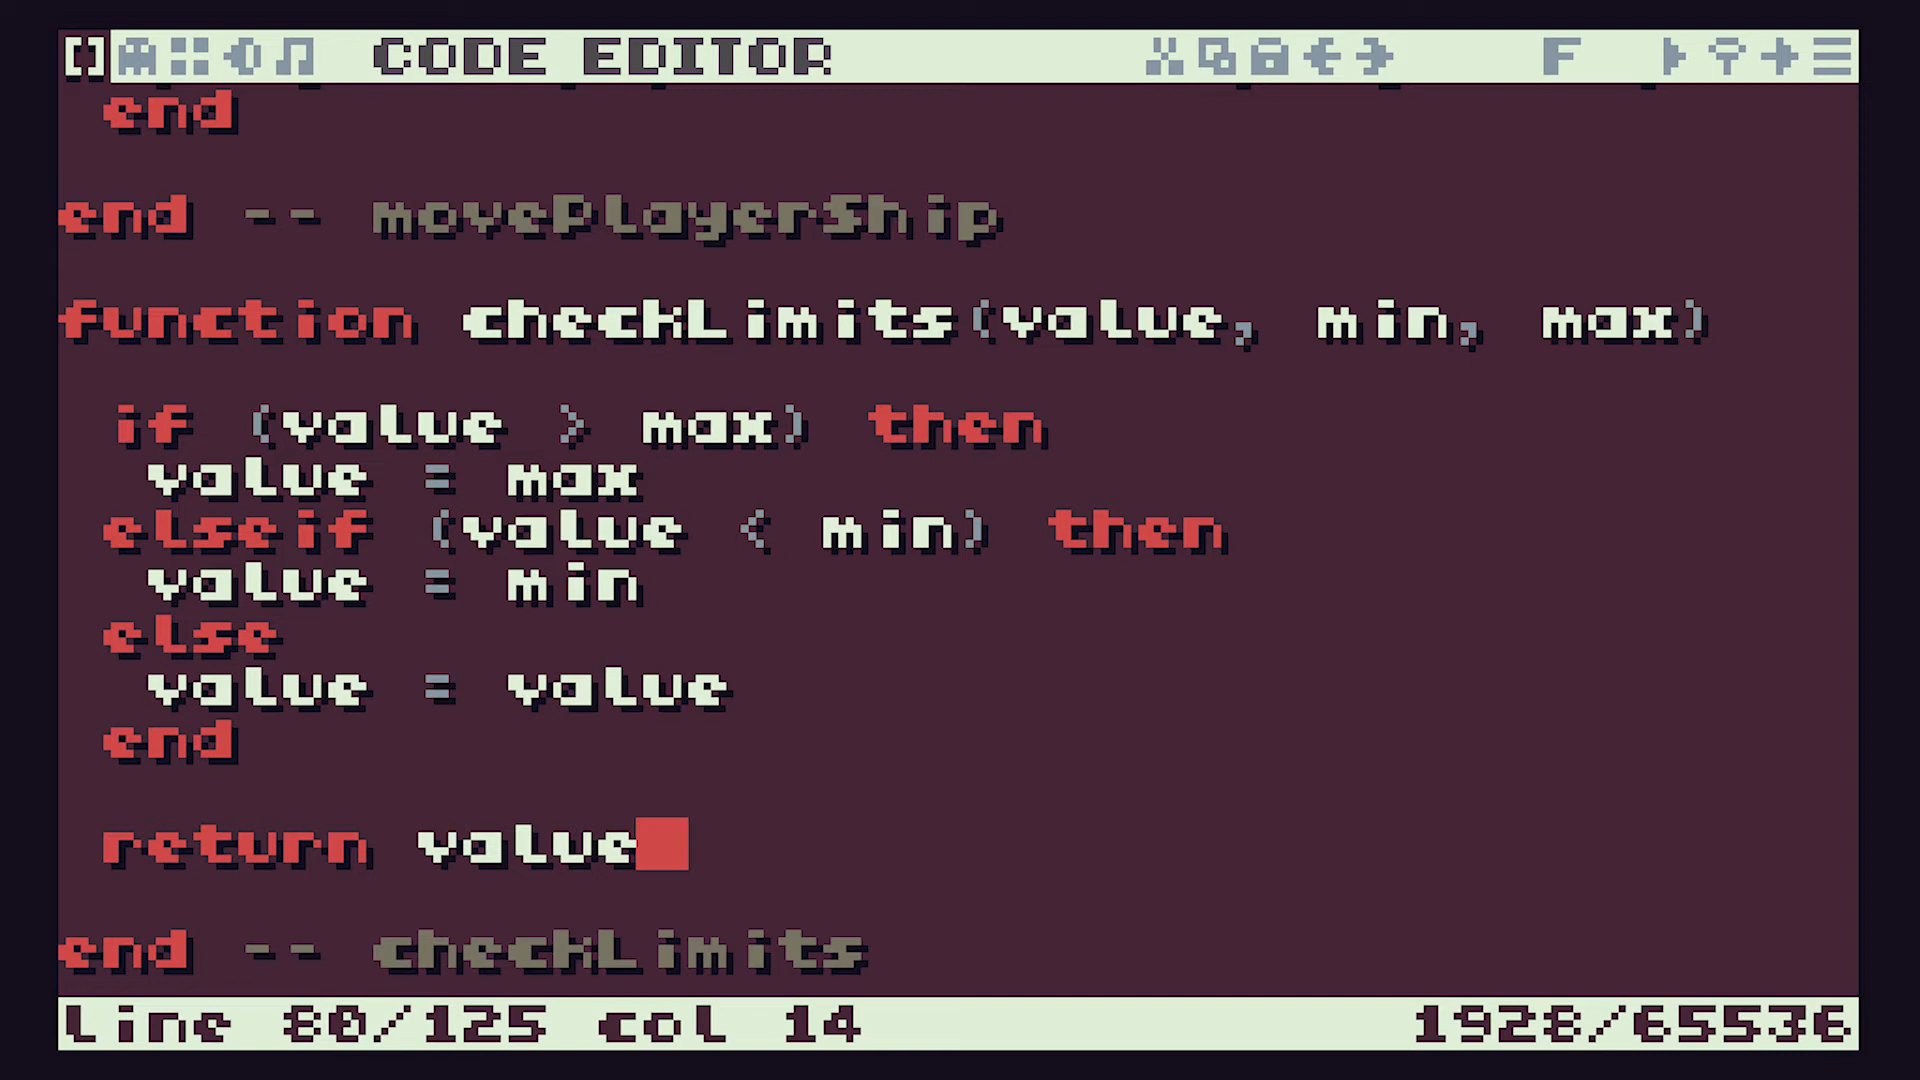 CODE EDITOR F
end
end -- movePlayerShip
function checkLimits(value, min, max)
if (value > max) then
value = max
elseif (value < min) then
value = min
else
value = value
end
return value
end -- checkLimits
line 80/125 col 14 1928/65536